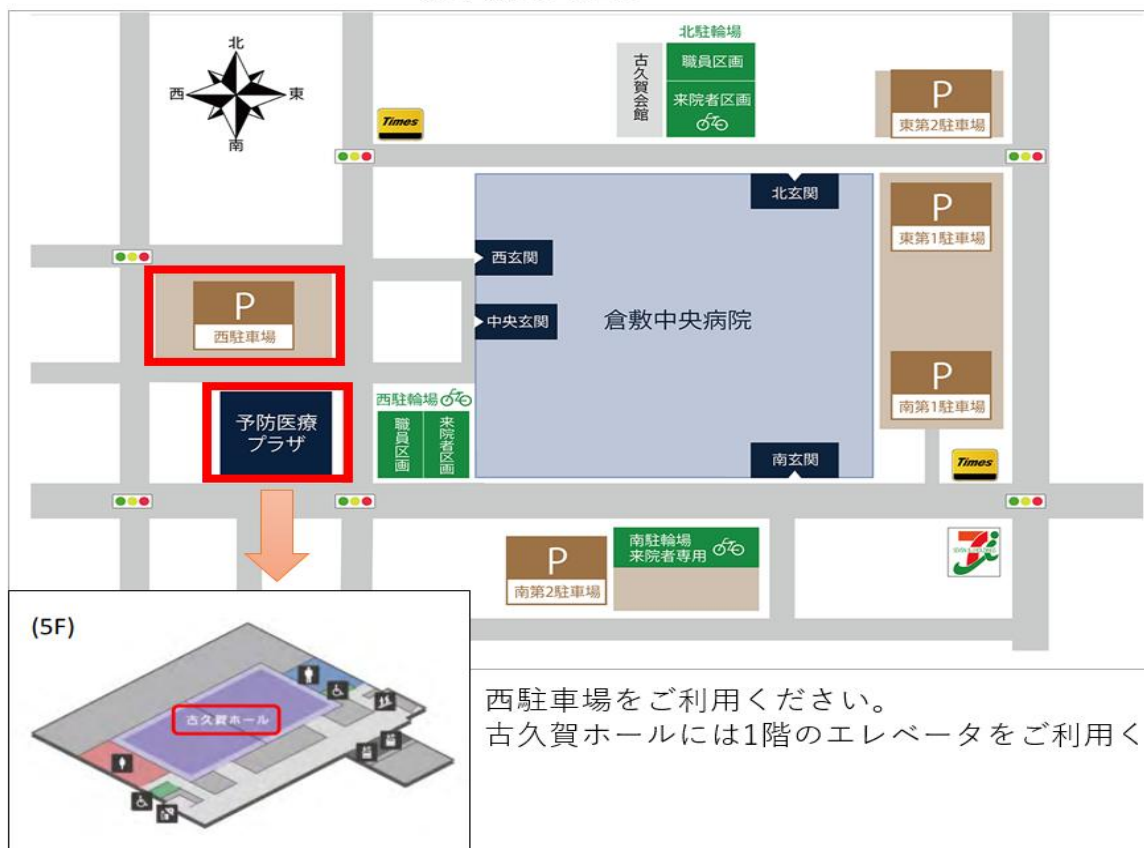 北
西
東
南
Times
北駐輪場
職員区画
来院者区画
古久賀会館
P
東第2駐車場
北玄関
P
東第1駐車場
西玄関
中央玄関
倉敷中央病院
P
西駐車場
P
南第1駐車場
予防医療
プラザ
西駐輪場
職員区画
来院者区画
南玄関
Times
P
南第2駐車場
南駐輪場
来院者専用
(5F)
古久賀ホール
西駐車場をご利用ください。
古久賀ホールには1階のエレベータをご利用く